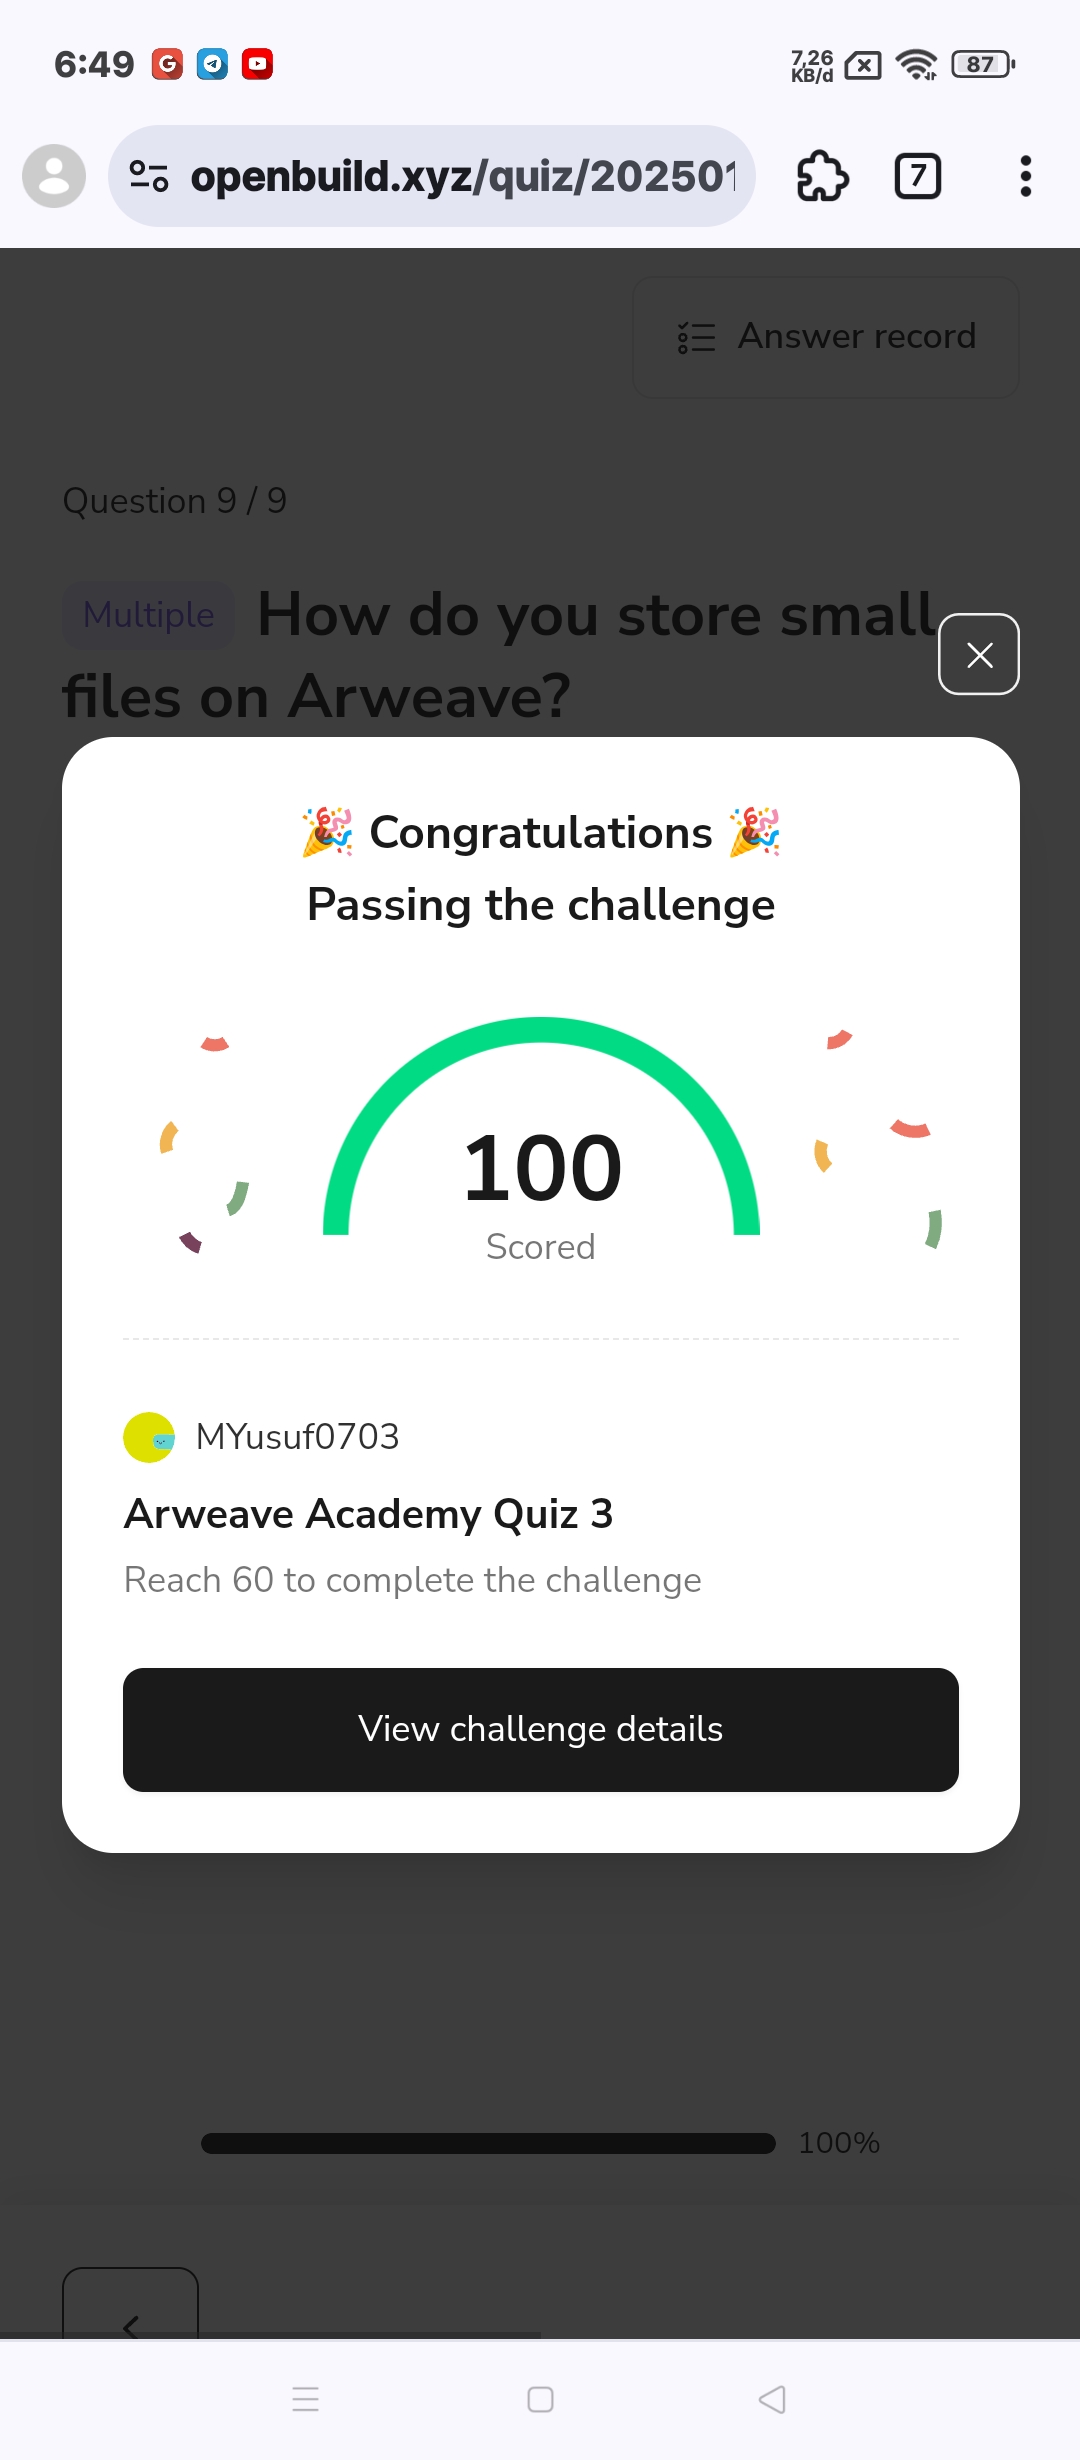 6:49
7,26
KB/d
87
openbuild.xyz/quiz/202501
7
Answer record
Question 9 / 9
Multiple How do you store small
files on Arweave?
🎉 Congratulations 🎉
Passing the challenge
100
Scored
MYusuf0703
Arweave Academy Quiz 3
Reach 60 to complete the challenge
View challenge details
100%